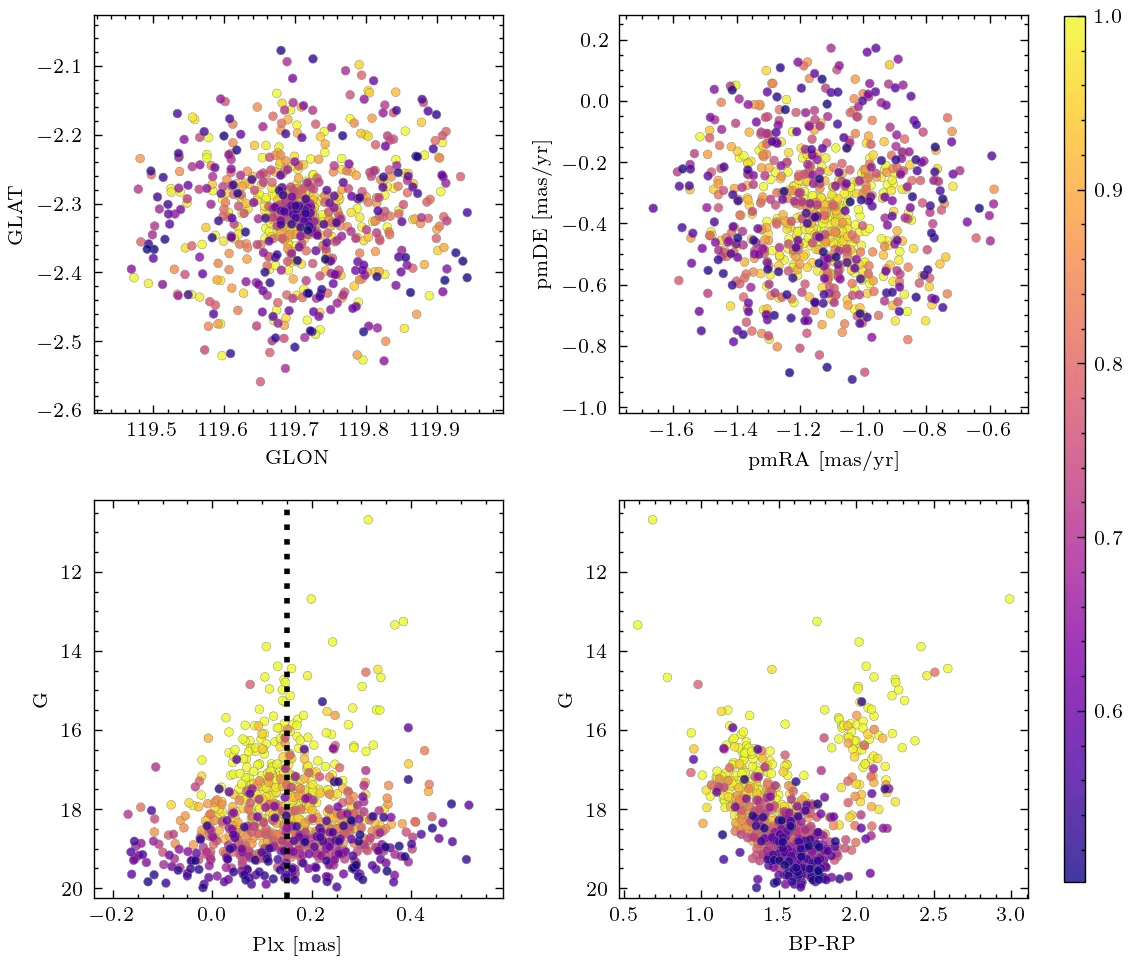 −2.1
−2.2
−2.3
−2.4
−2.5
−2.6
GLAT
119.5 119.6 119.7 119.8 119.9
GLON
0.2
0.0
−0.2
−0.4
−0.6
−0.8
−1.0
pmDE [mas/yr]
−1.6 −1.4 −1.2 −1.0 −0.8 −0.6
pmRA [mas/yr]
12
14
16
18
20
G
−0.2 0.0 0.2 0.4
Plx [mas]
12
14
16
18
20
G
0.5 1.0 1.5 2.0 2.5 3.0
BP-RP
1.0
0.9
0.8
0.7
0.6